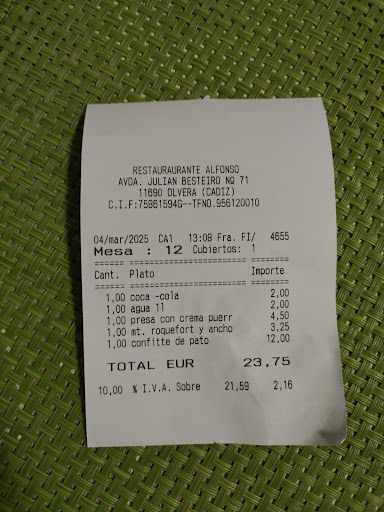 RESTAURAURANTE ALFONSO
AVDA. JULIAN BESTEIRO Nº 71
11690 OLVERA (CADIZ)
C.I.F:75861594G--TFNO.956120010
04/mar/2025 CA1 13:08 Fra. FI/ 4655
Mesa : 12 Cubiertos: 1
Cant. Plato Importe
1,00 coca -cola 2,00
1,00 agua 1l 2,00
1,00 presa con crema puerr 4,50
1,00 mt. roquefort y ancho 3,25
1,00 confitte de pato 12,00
TOTAL EUR 23,75
10,00 % I.V.A. Sobre 21,59 2,16